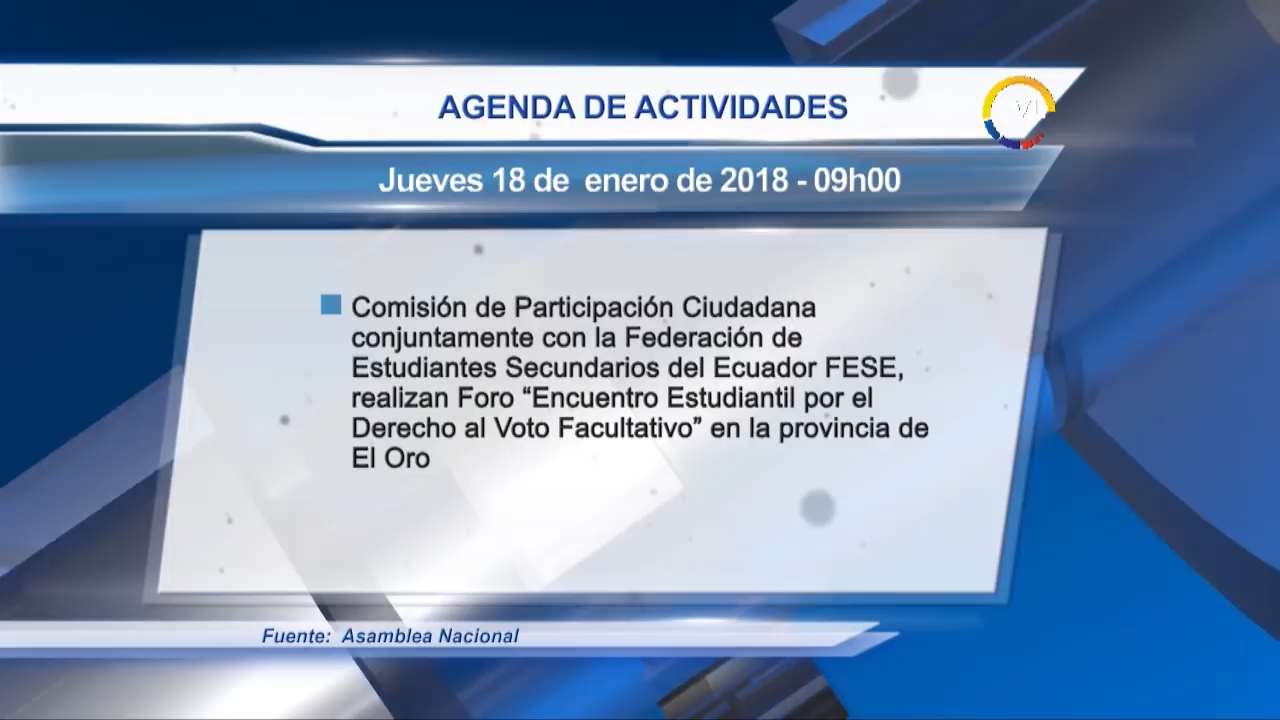 AGENDA DE ACTIVIDADES
Jueves 18 de enero de 2018 - 09h00
Comisión de Participación Ciudadana
conjuntamente con la Federación de
Estudiantes Secundarios del Ecuador FESE,
realizan Foro “Encuentro Estudiantil por el
Derecho al Voto Facultativo” en la provincia de
El Oro
Fuente: Asamblea Nacional